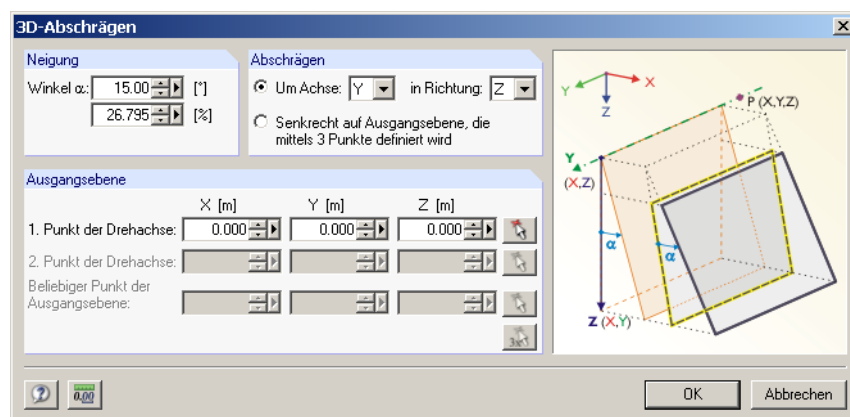 3D-Abschrägen
Neigung
Winkel α: 15.00 [°]
26.795 [%]
Abschrägen
Um Achse: Y in Richtung: Z
Senkrecht auf Ausgangsebene, die
mittels 3 Punkte definiert wird
Ausgangsebene
X [m] Y [m] Z [m]
1. Punkt der Drehachse: 0.000 0.000 0.000
2. Punkt der Drehachse:
Beliebiger Punkt der
Ausgangsebene:
3x
Y X
Z
P (X,Y,Z)
Y
(X,Z)
α
α
Z (X,Y)
0.00
OK Abbrechen